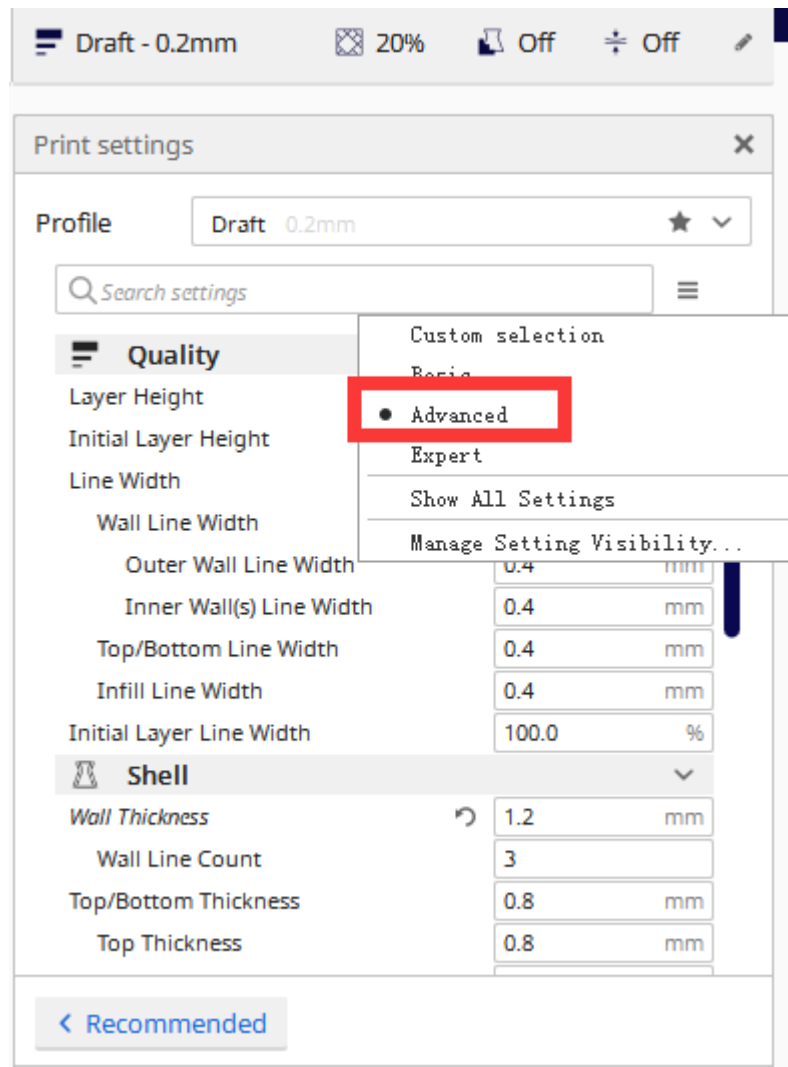 Draft - 0.2mm 20% Off Off
Print settings
Profile Draft 0.2mm
Search settings
Custom selection
Quality
Basic
Layer Height
Advanced
Initial Layer Height
Expert
Line Width
Show All Settings
Wall Line Width
Manage Setting Visibility...
Outer Wall Line Width 0.4 mm
Inner Wall(s) Line Width 0.4 mm
Top/Bottom Line Width 0.4 mm
Infill Line Width 0.4 mm
Initial Layer Line Width 100.0 %
Shell
Wall Thickness 1.2 mm
Wall Line Count 3
Top/Bottom Thickness 0.8 mm
Top Thickness 0.8 mm
Recommended